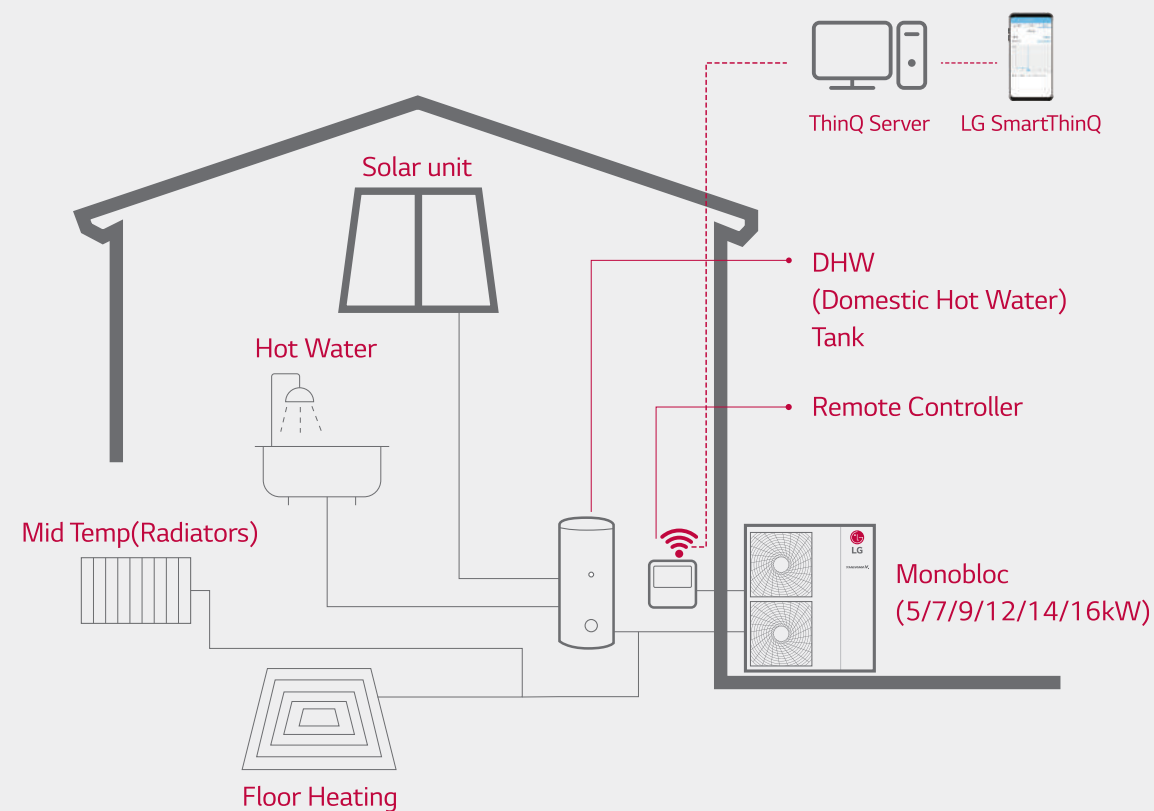 ThinQ Server
LG SmartThinQ
Solar unit
DHW
(Domestic Hot Water)
Tank
Hot Water
Remote Controller
Mid Temp(Radiators)
LG
Monobloc
(5/7/9/12/14/16kW)
Floor Heating